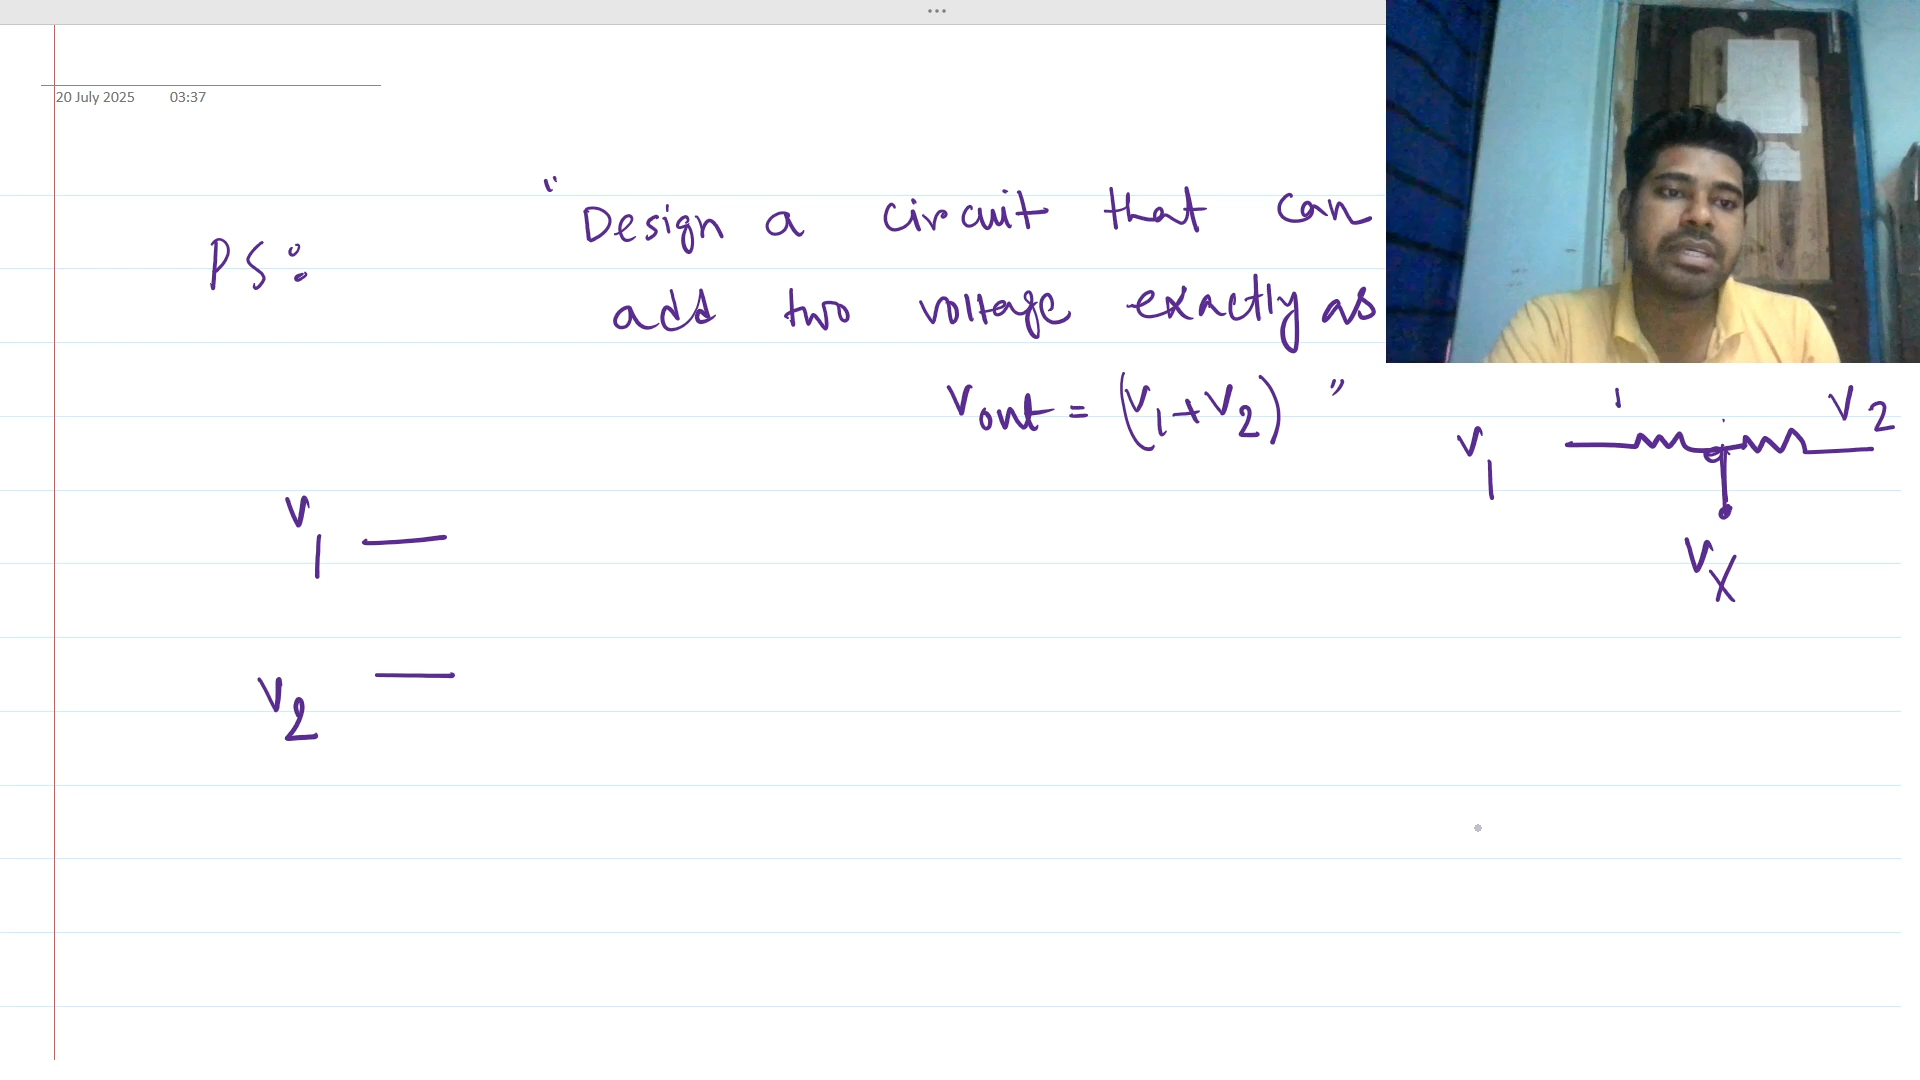 20 July 2025 03:37
PS:
"Design a circuit that can
add two voltage exactly as
Vout = (V1+V2) "
V1 V2
Vx
V1
V2